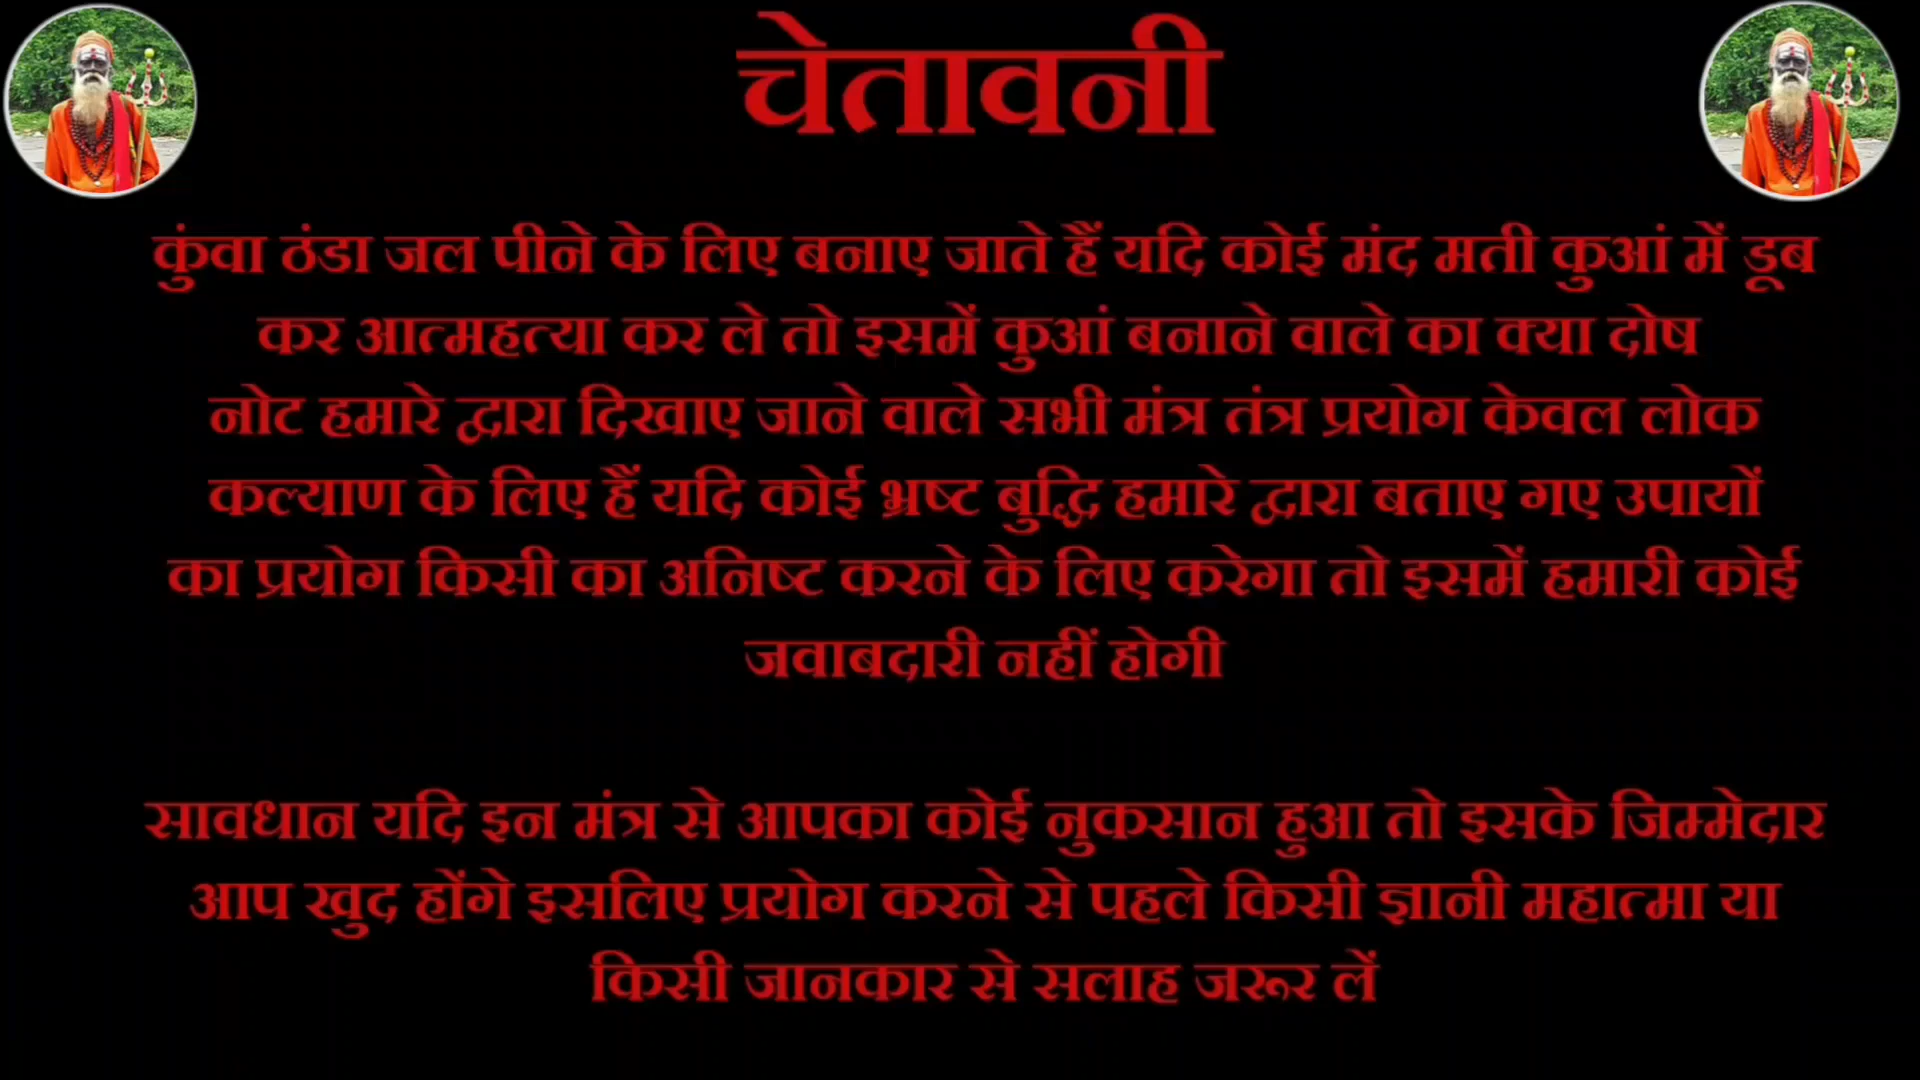 चेतावनी
कुंवा ठंडा जल पीने के लिए बनाए जाते हैं यदि कोई मंद मती कुआं में डूब
कर आत्महत्या कर ले तो इसमें कुआं बनाने वाले का क्या दोष
नोट हमारे द्वारा दिखाए जाने वाले सभी मंत्र तंत्र प्रयोग केवल लोक
कल्याण के लिए हैं यदि कोई भ्रष्ट बुद्धि हमारे द्वारा बताए गए उपायों
का प्रयोग किसी का अनिष्ट करने के लिए करेगा तो इसमें हमारी कोई
जवाबदारी नहीं होगी
सावधान यदि इन मंत्र से आपका कोई नुकसान हुआ तो इसके जिम्मेदार
आप खुद होंगे इसलिए प्रयोग करने से पहले किसी ज्ञानी महात्मा या
किसी जानकार से सलाह जरूर लें